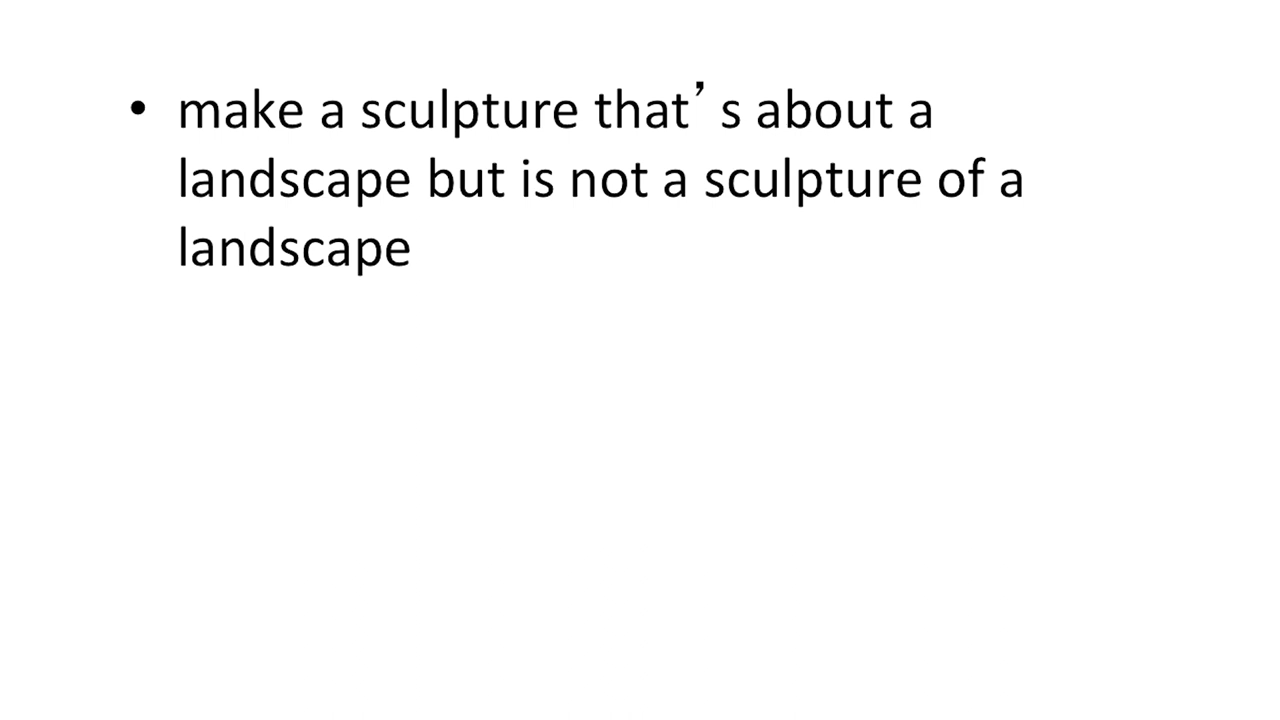 • make a sculpture that’s about a
landscape but is not a sculpture of a
landscape